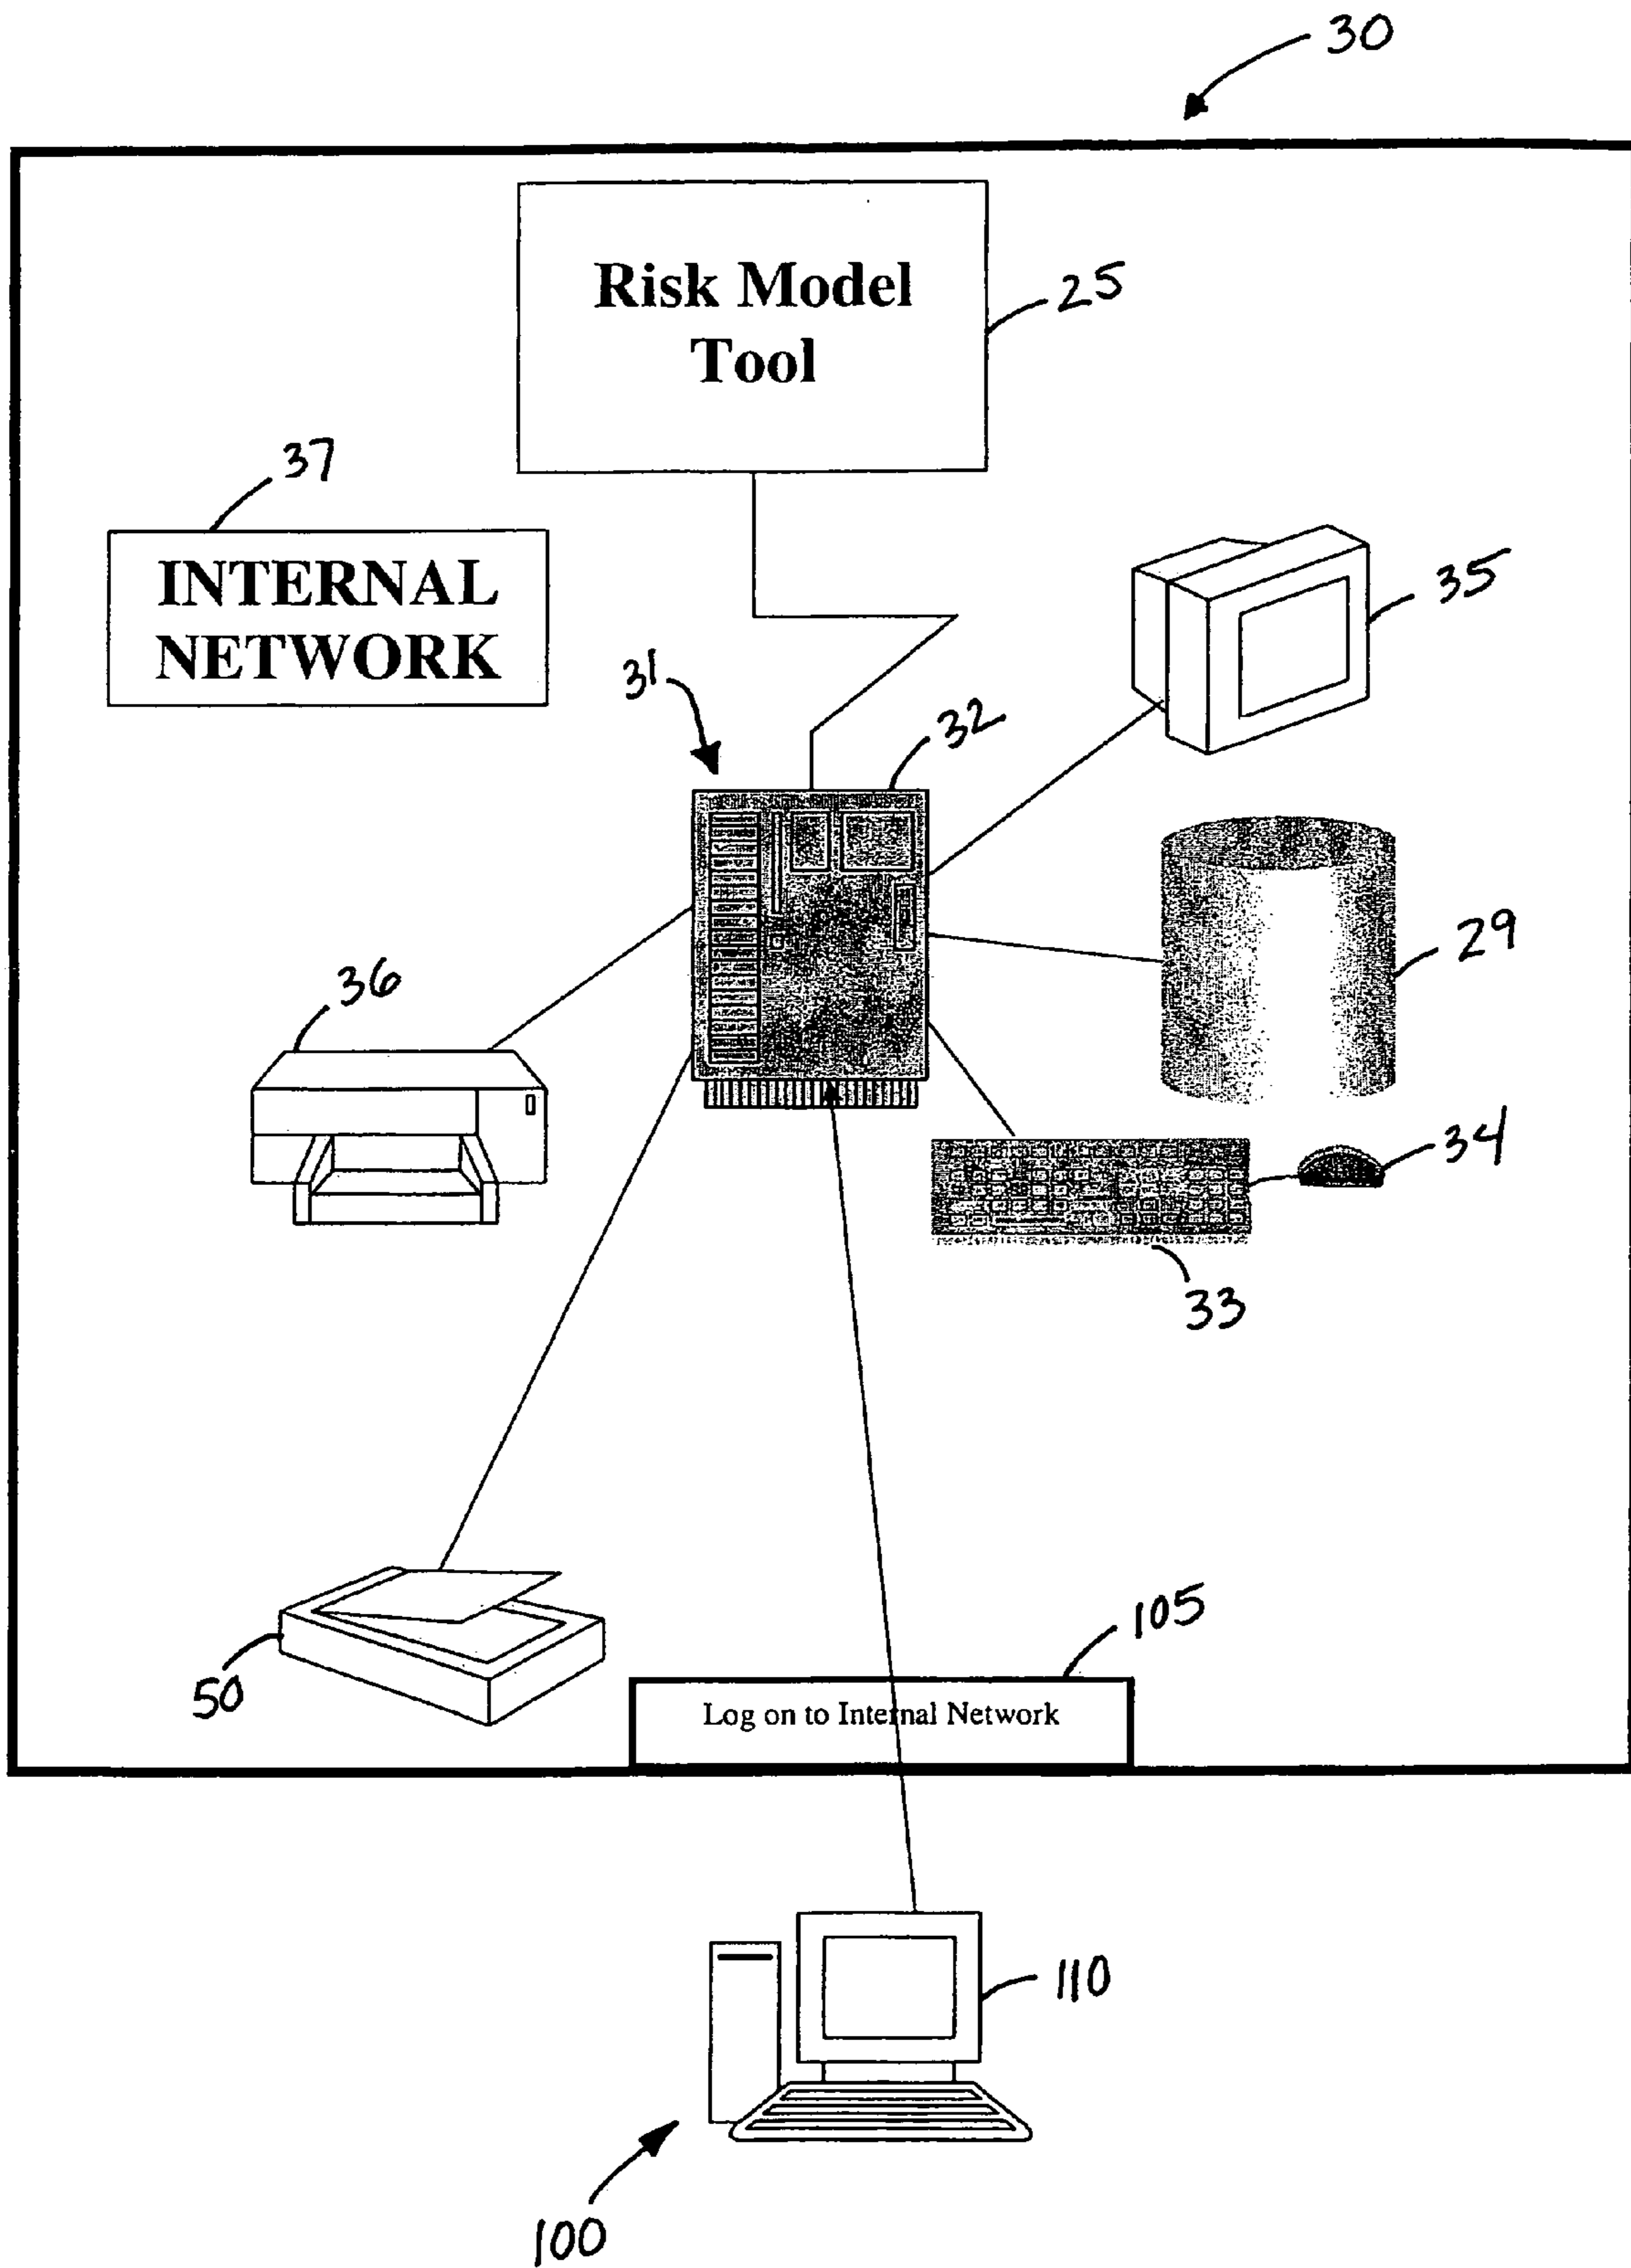 30
Risk Model
Tool
25
37
INTERNAL
NETWORK
35
31
32
29
36
34
33
105
50
Log on to Internal Network
110
100